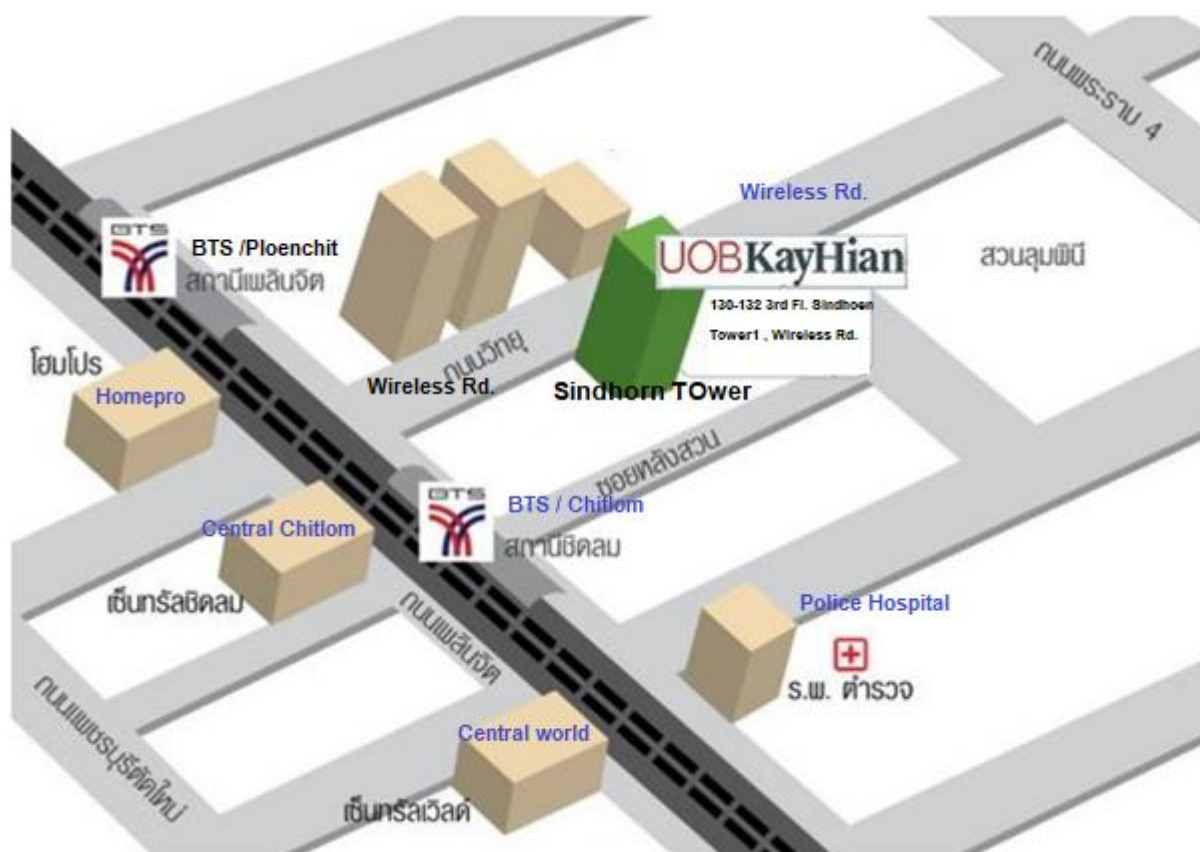 ถนนพระราม 4
Wireless Rd.
BTS
BTS /Ploenchit
สถานีเพลินจิต
UOBKayHian
สวนลุมพินี
130-132 3rd Fl. Sindhoen
Tower1 , Wireless Rd.
โฮมโปร
Homepro
ถนนวิทยุ
Wireless Rd.
Sindhorn TOwer
ซอยหลังสวน
BTS
BTS / Chitlom
สถานีชิดลม
Central Chitlom
เซ็นทรัลชิดลม
ถนนเพลินจิต
Police Hospital
ร.พ. ตำรวจ
ถนนเพชรบุรีตัดใหม่
Central world
เซ็นทรัลเวิลด์